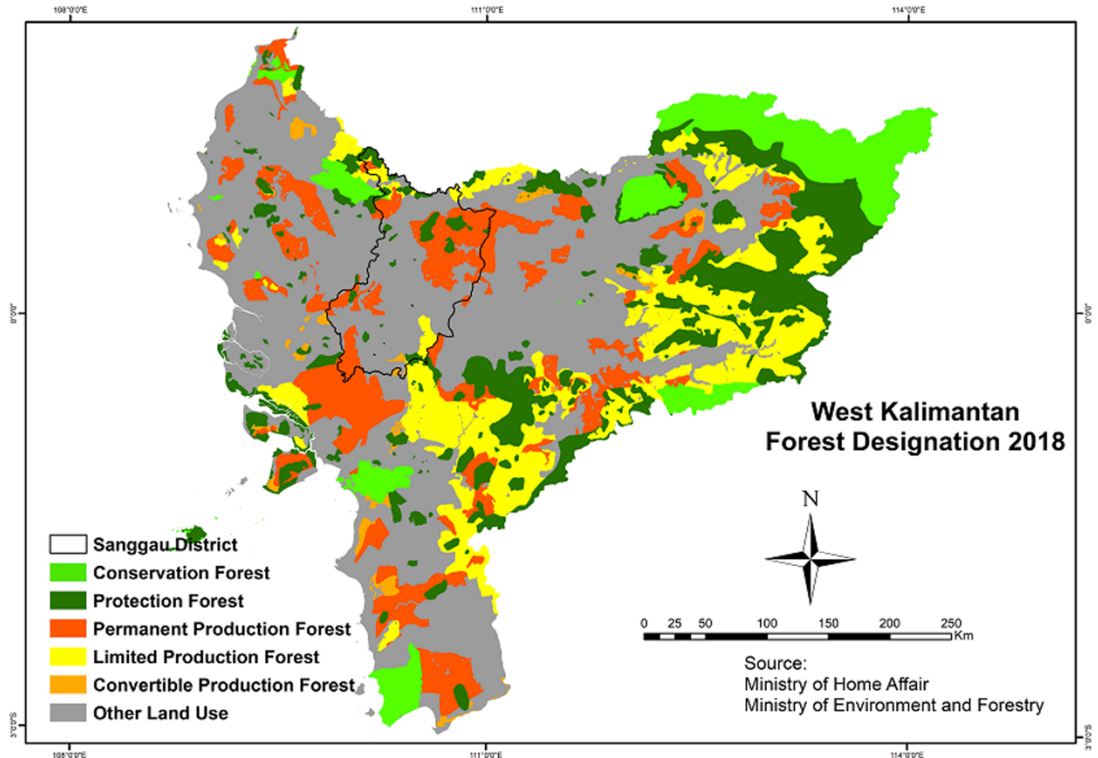 108°0'0"E 111°0'0"E 114°0'0"E
0°0'0" 0°0'0"
West Kalimantan
Forest Designation 2018
N
Sanggau District
Conservation Forest
Protection Forest
Permanent Production Forest
Limited Production Forest
Convertible Production Forest
Other Land Use
0 25 50 100 150 200 250
Km
Source:
Ministry of Home Affair
Ministry of Environment and Forestry
3°0'0"S 3°0'0"S
108°0'0"E 111°0'0"E 114°0'0"E